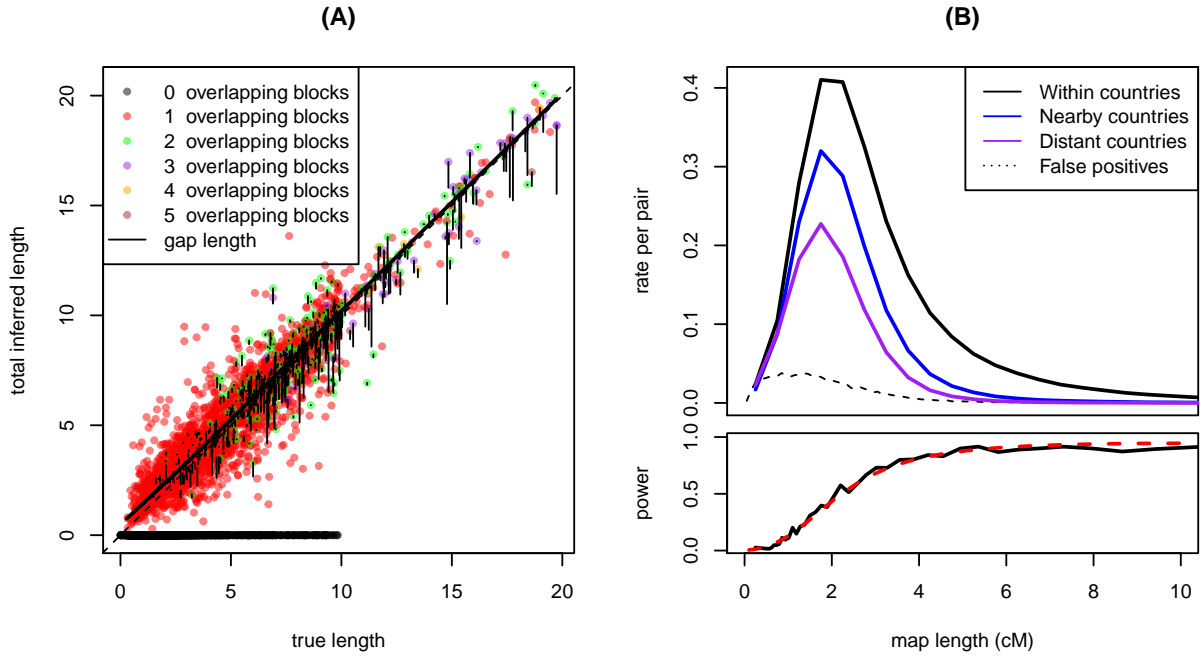 (A)
0 overlapping blocks
1 overlapping blocks
2 overlapping blocks
3 overlapping blocks
4 overlapping blocks
5 overlapping blocks
gap length
total inferred length
0 5 10 15 20
0 5 10 15 20
true length
(B)
Within countries
Nearby countries
Distant countries
False positives
rate per pair
0.0 0.1 0.2 0.3 0.4
power
0.0 0.5 1.0
0 2 4 6 8 10
map length (cM)